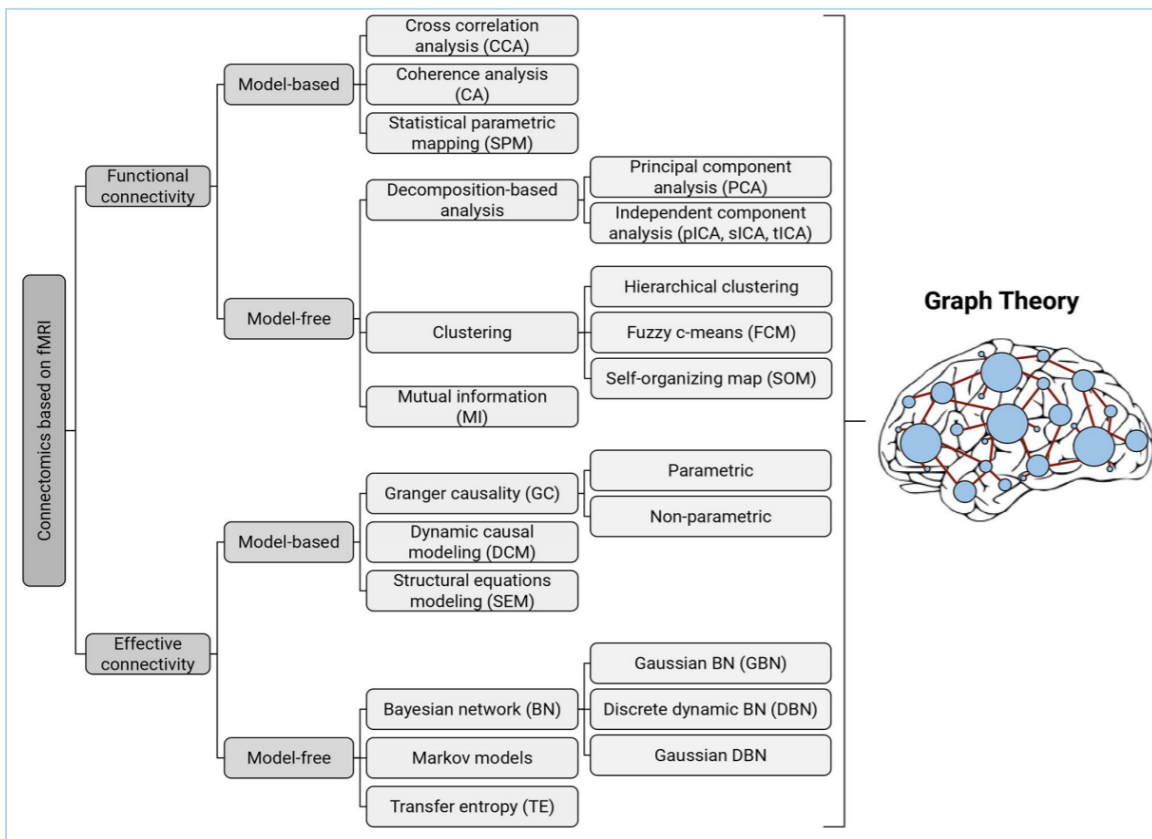 Connectomics based on fMRI
Functional
connectivity
Model-based
Cross correlation
analysis (CCA)
Coherence analysis
(CA)
Statistical parametric
mapping (SPM)
Model-free
Decomposition-based
analysis
Principal component
analysis (PCA)
Independent component
analysis (pICA, sICA, tICA)
Clustering
Hierarchical clustering
Fuzzy c-means (FCM)
Self-organizing map (SOM)
Mutual information
(MI)
Effective
connectivity
Model-based
Granger causality (GC)
Parametric
Non-parametric
Dynamic causal
modeling (DCM)
Structural equations
modeling (SEM)
Model-free
Bayesian network (BN)
Gaussian BN (GBN)
Discrete dynamic BN (DBN)
Gaussian DBN
Markov models
Transfer entropy (TE)
Graph Theory